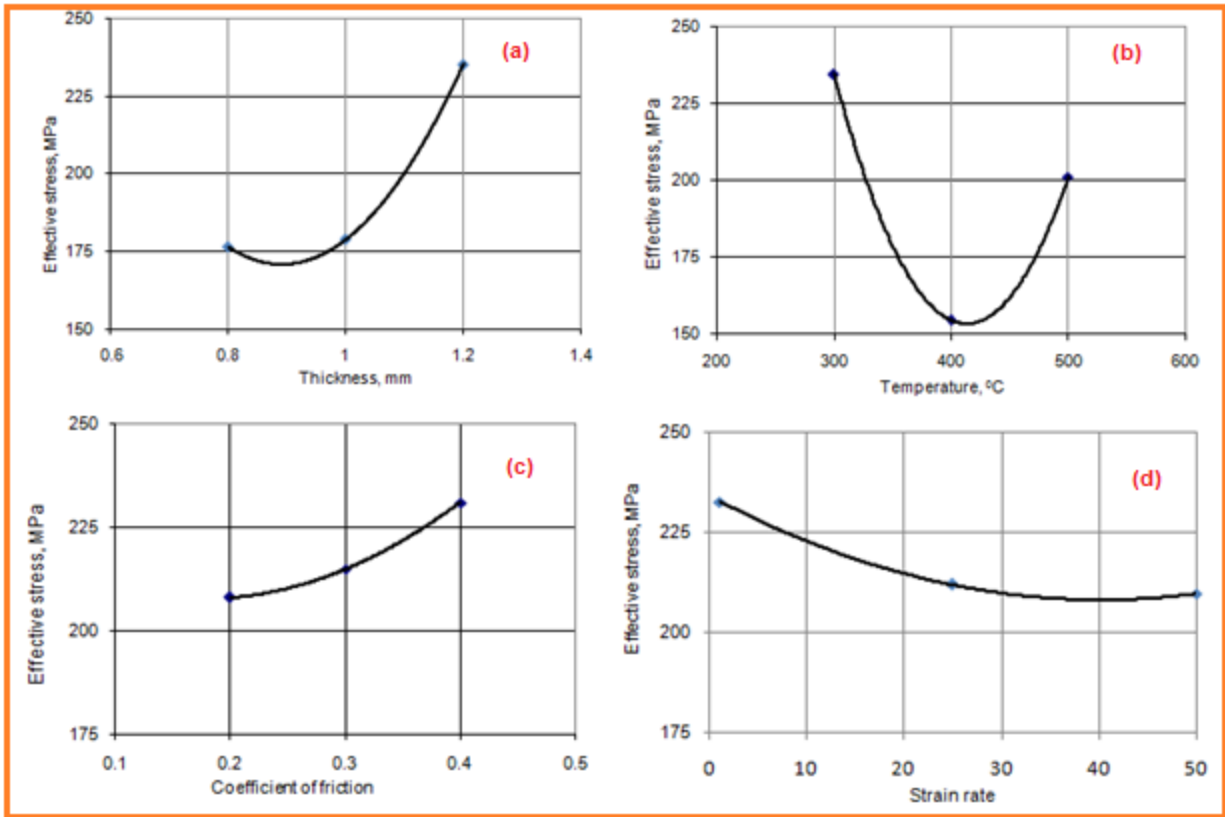 (a)
Effective stress, MPa
250
225
200
175
150
0.6 0.8 1 1.2 1.4
Thickness, mm
(b)
Effective stress, MPa
250
225
200
175
150
200 300 400 500 600
Temperature, ⁰C
(c)
Effective stress, MPa
250
225
200
175
0.1 0.2 0.3 0.4 0.5
Coefficient of friction
(d)
Effective stress, MPa
250
225
200
175
0 10 20 30 40 50
Strain rate